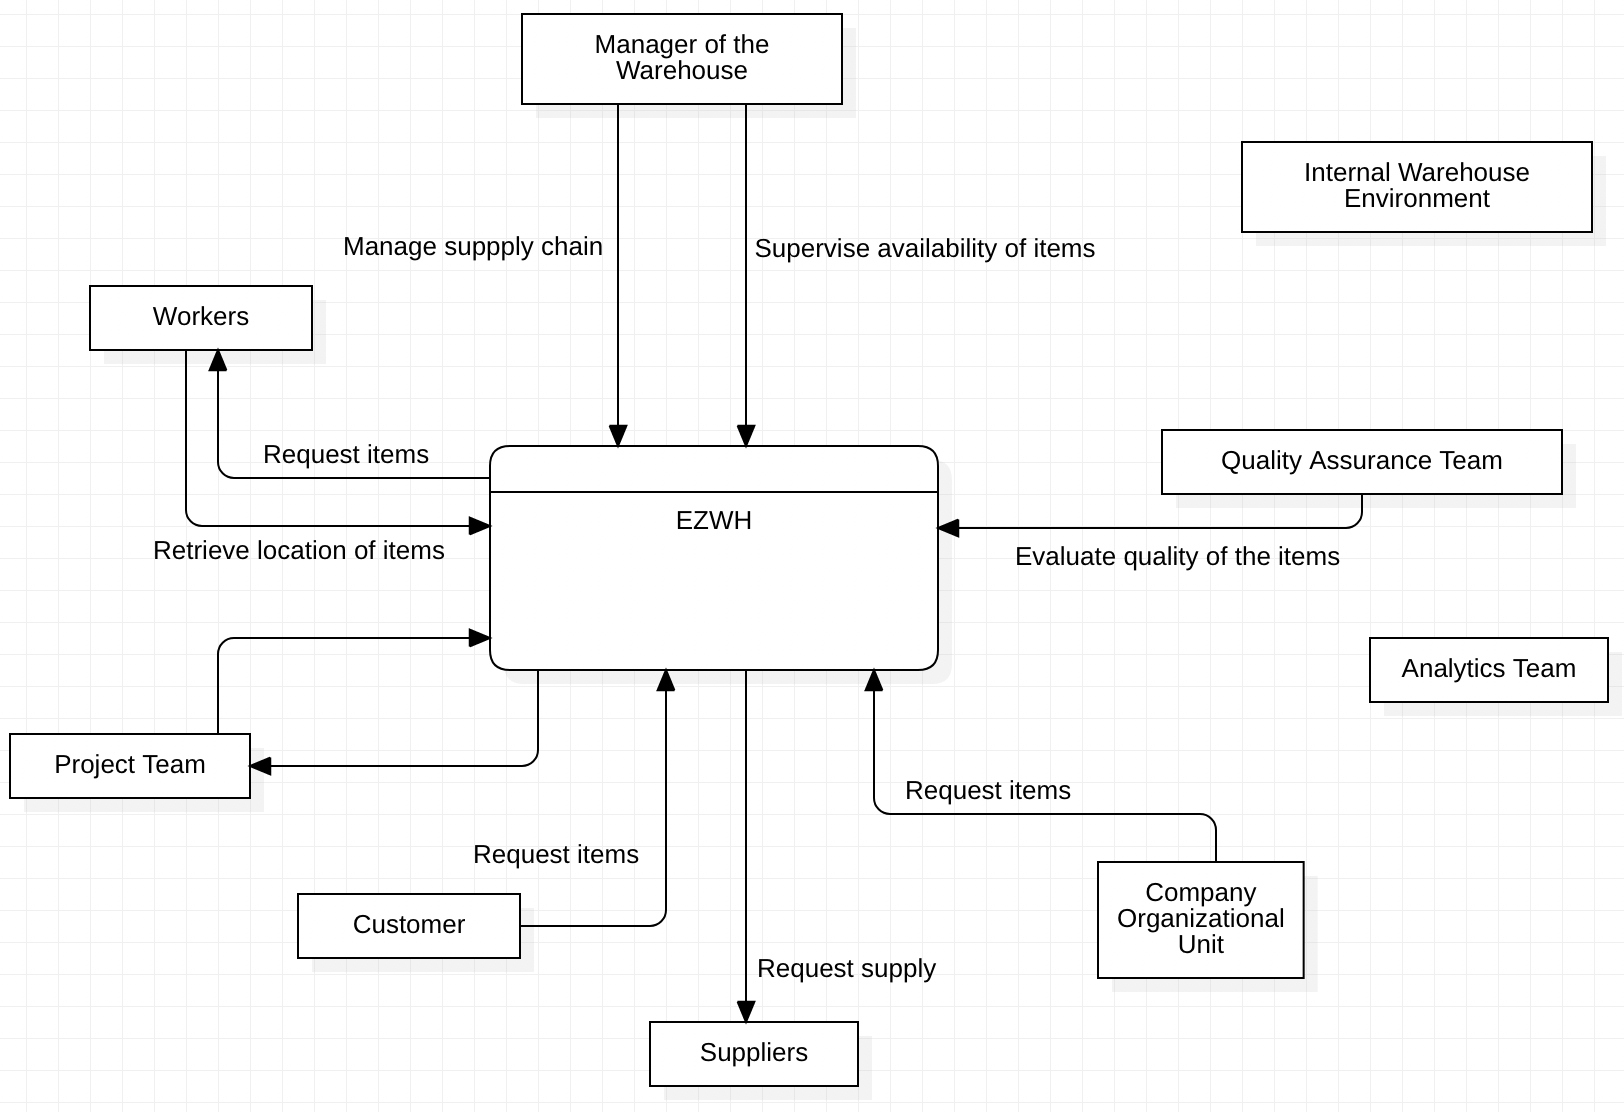 Manager of the
Warehouse
Internal Warehouse
Environment
Manage suppply chain
Supervise availability of items
Workers
Request items
Quality Assurance Team
EZWH
Retrieve location of items
Evaluate quality of the items
Analytics Team
Project Team
Request items
Request items
Customer
Company
Organizational
Unit
Request supply
Suppliers